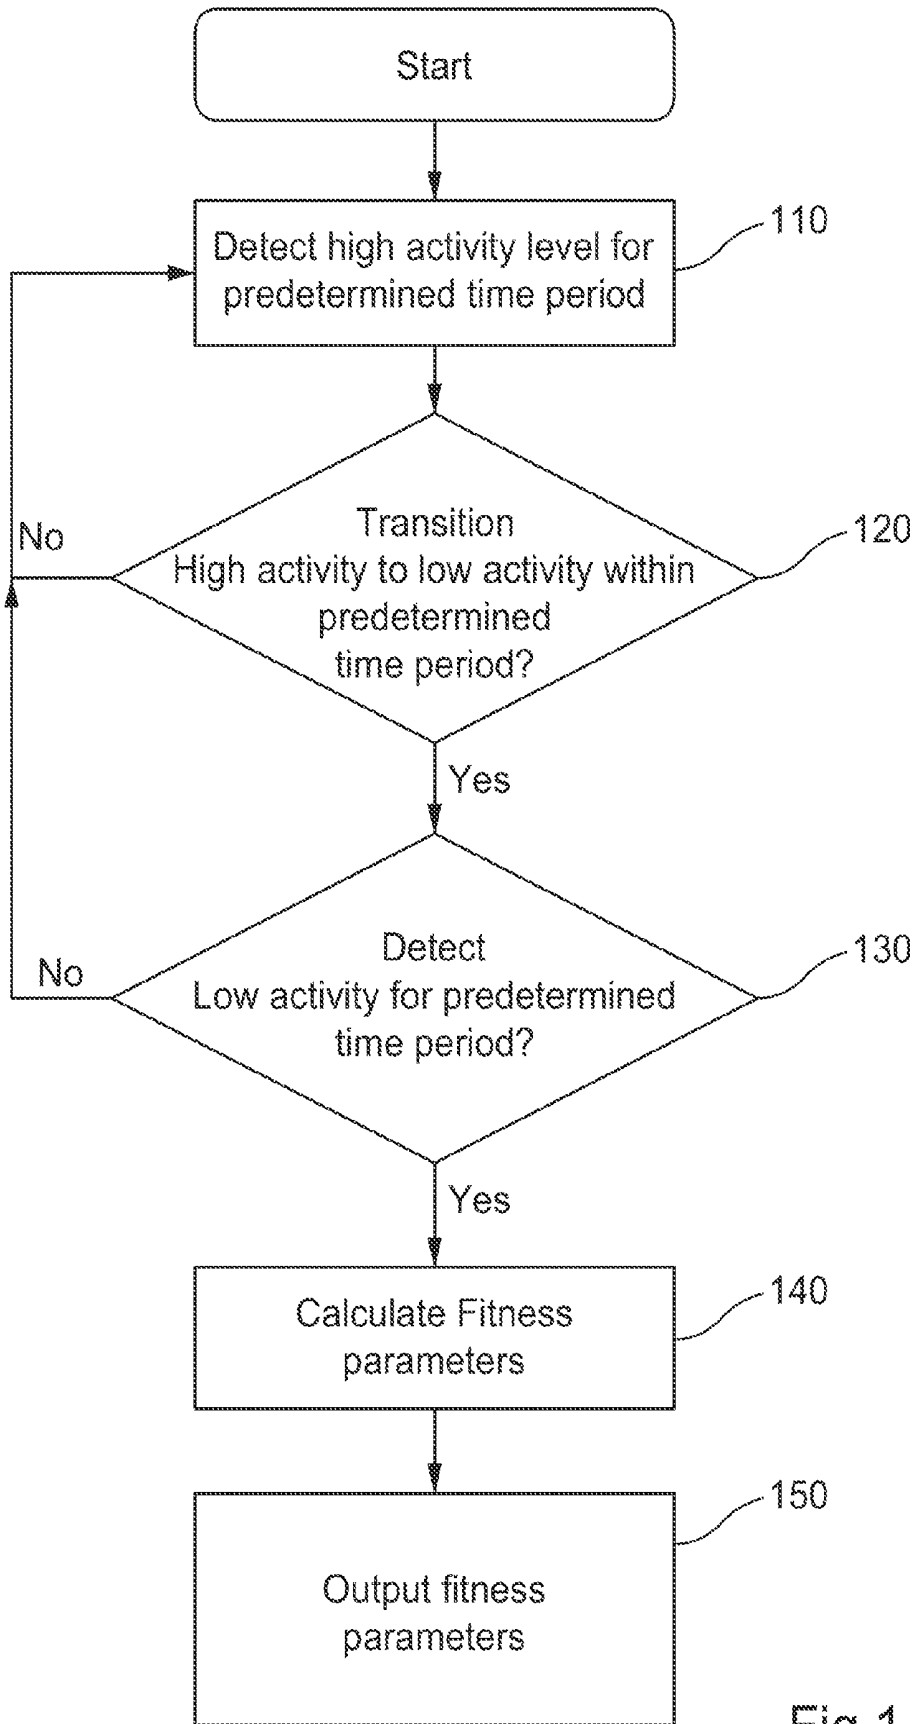 Start
110
Detect high activity level for
predetermined time period
No
120
Transition
High activity to low activity within
predetermined
time period?
Yes
130
Detect
No
Low activity for predetermined
time period?
Yes
140
Calculate Fitness
parameters
150
Output fitness
parameters
Fig 1